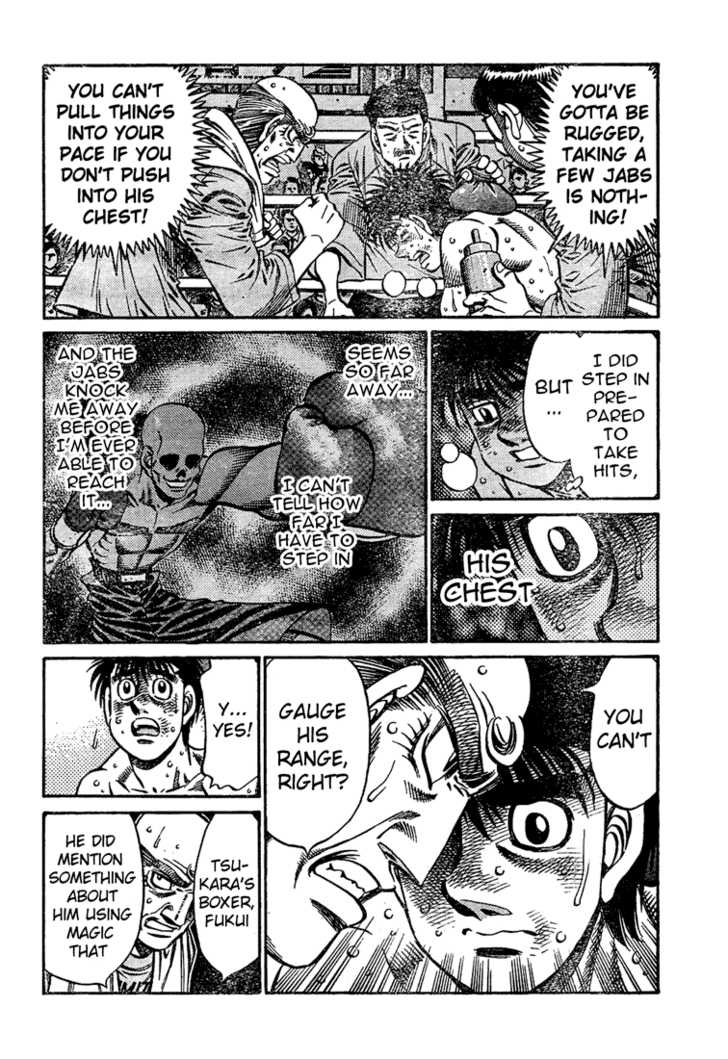 YOU'VE
GOTTA BE
RUGGED,
TAKING A
FEW JABS
IS NOTH-
ING!
YOU CAN'T
PULL THINGS
INTO YOUR
PACE IF YOU
DON'T PUSH
INTO HIS
CHEST!
I DID
STEP IN
PRE-
PARED
TO
TAKE
HITS,
BUT
...
HIS
CHEST
SEEMS
SO FAR
AWAY...
I CAN'T
TELL HOW
FAR I
HAVE TO
STEP IN
AND THE
JABS
KNOCK
ME AWAY
BEFORE
I'M EVER
ABLE TO
REACH
IT...
YOU
CAN'T
GAUGE
HIS
RANGE,
RIGHT?
Y...
YES!
TSU-
KARA'S
BOXER,
FUKUI
HE DID
MENTION
SOMETHING
ABOUT
HIM USING
MAGIC
THAT